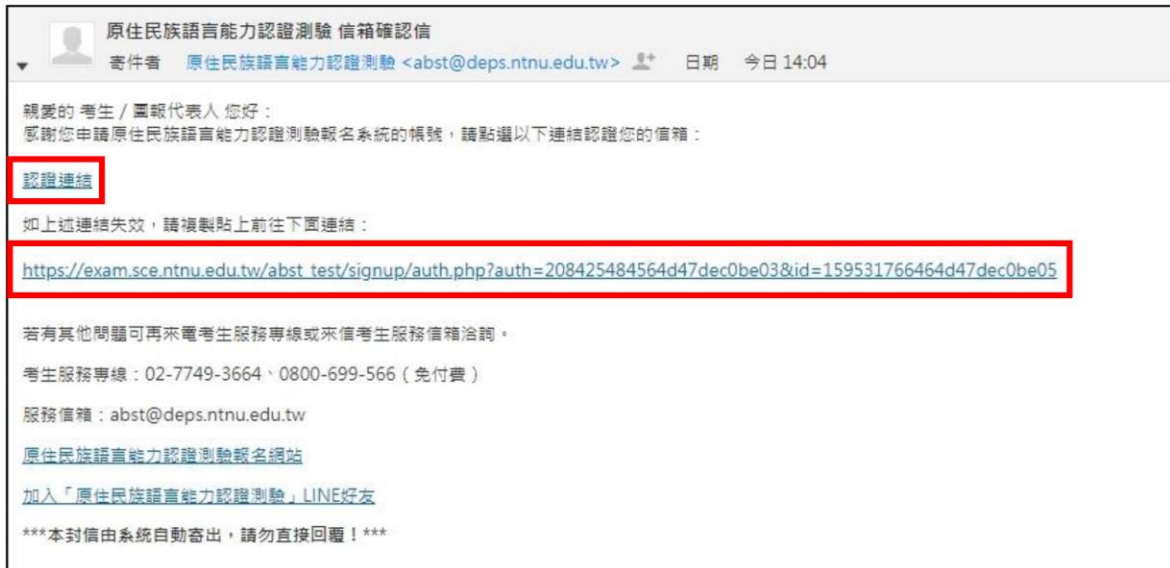 原住民族語言能力認證測驗 信箱確認信
寄件者 原住民族語言能力認證測驗 <abst@deps.ntnu.edu.tw> 日期 今日 14:04
親愛的 考生 / 團報代表人 您好：
感謝您申請原住民族語言能力認證測驗報名系統的帳號，請點選以下連結認證您的信箱：
認證連結
如上述連結失效，請複製貼上前往下面連結：
https://exam.sce.ntnu.edu.tw/abst_test/signup/auth.php?auth=208425484564d47dec0be03&id=159531766464d47dec0be05
若有其他問題可再來電考生服務專線或來信考生服務信箱洽詢。
考生服務專線：02-7749-3664、0800-699-566（免付費）
服務信箱：abst@deps.ntnu.edu.tw
原住民族語言能力認證測驗報名網站
加入「原住民族語言能力認證測驗」LINE好友
***本封信由系統自動寄出，請勿直接回覆！***